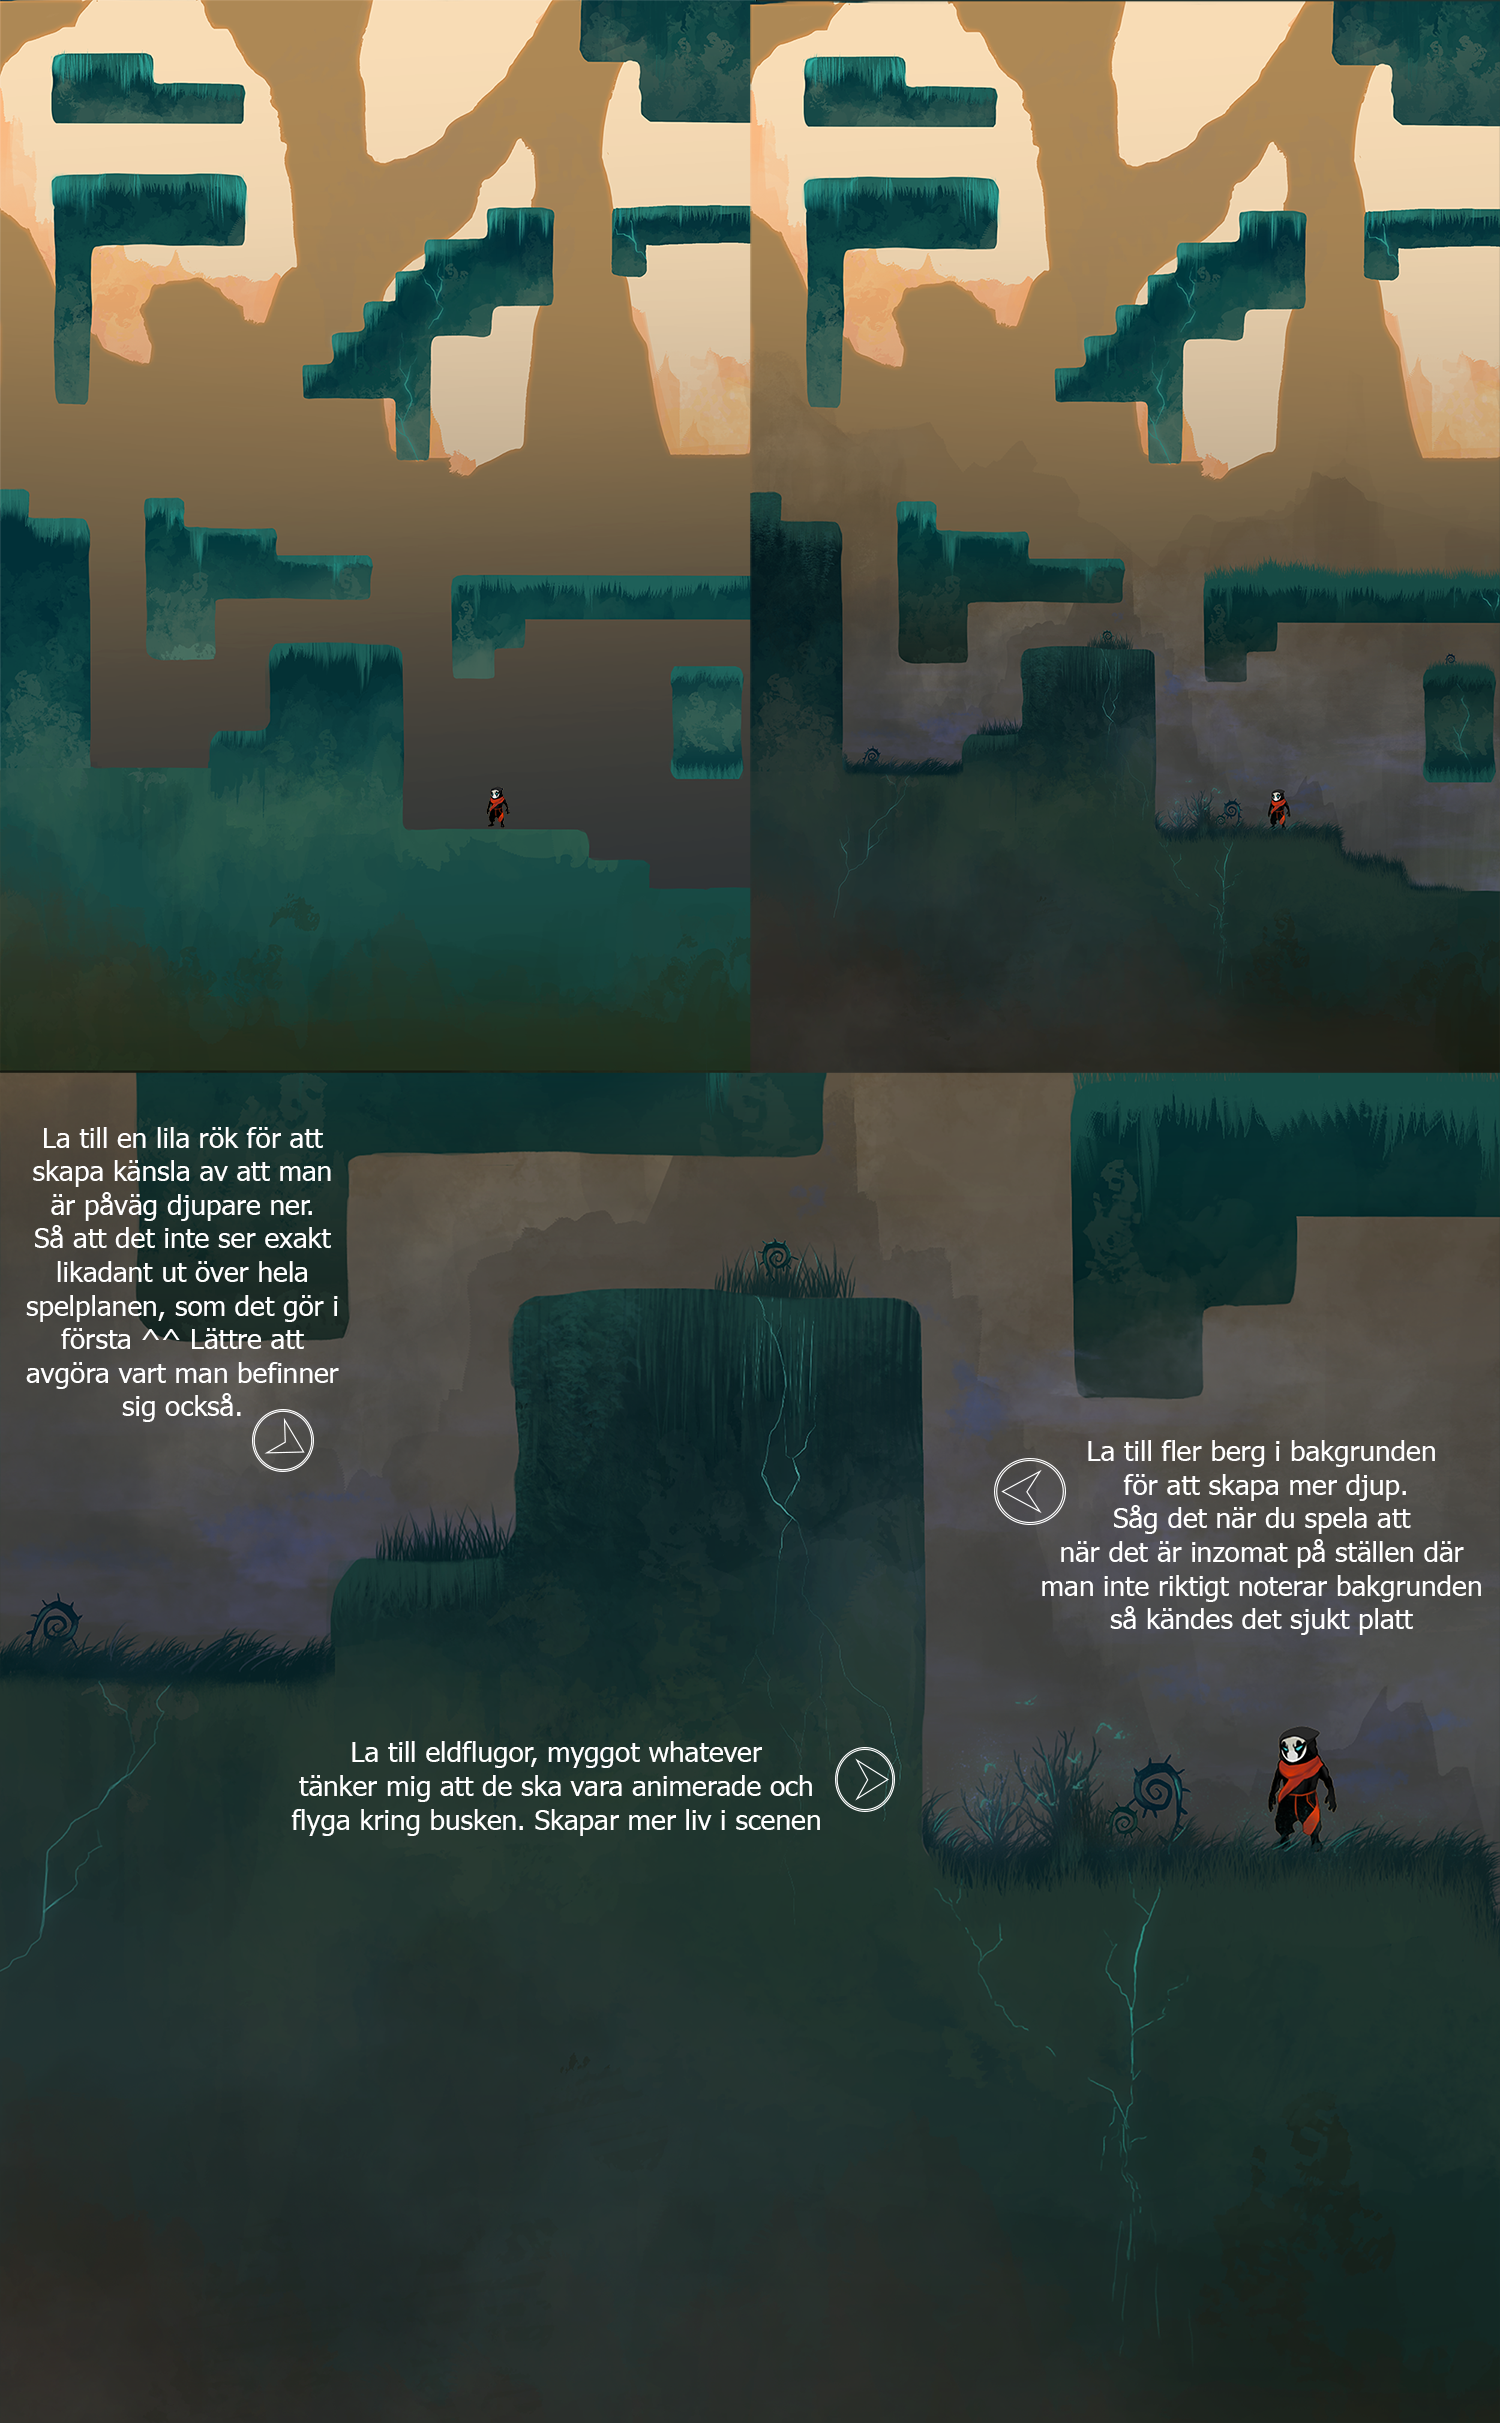 La till en lila rök för att
skapa känsla av att man
är påväg djupare ner.
Så att det inte ser exakt
likadant ut över hela
spelplanen, som det gör i
första ^^ Lättre att
avgöra vart man befinner
sig också.
La till fler berg i bakgrunden
för att skapa mer djup.
Såg det när du spela att
när det är inzomat på ställen där
man inte riktigt noterar bakgrunden
så kändes det sjukt platt
La till eldflugor, myggot whatever
tänker mig att de ska vara animerade och
flyga kring busken. Skapar mer liv i scenen